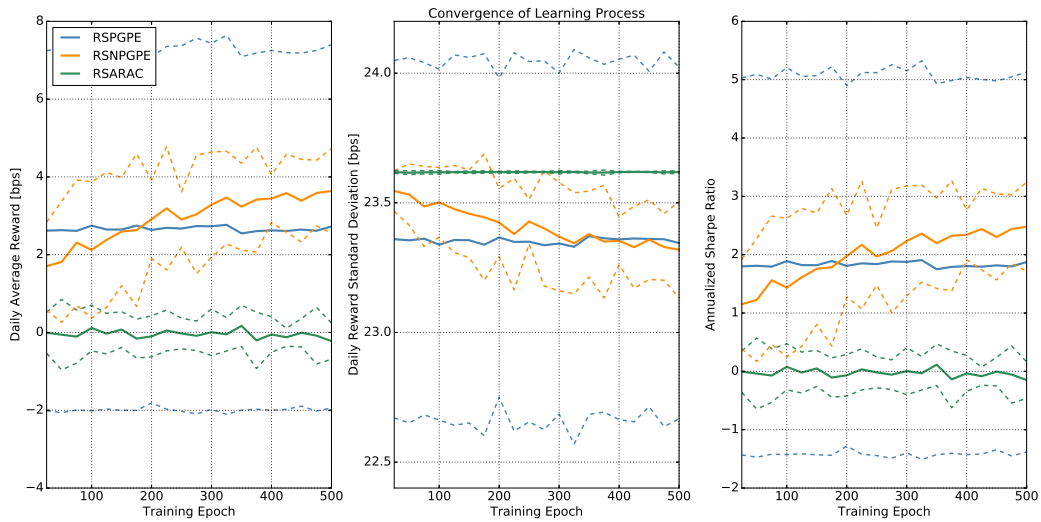 Convergence of Learning Process
Daily Average Reward [bps]
8
6
4
2
0
−2
−4
RSPGPE
RSNPGPE
RSARAC
100 200 300 400 500
Training Epoch
Daily Reward Standard Deviation [bps]
24.0
23.5
23.0
22.5
100 200 300 400 500
Training Epoch
Annualized Sharpe Ratio
6
5
4
3
2
1
0
−1
−2
100 200 300 400 500
Training Epoch